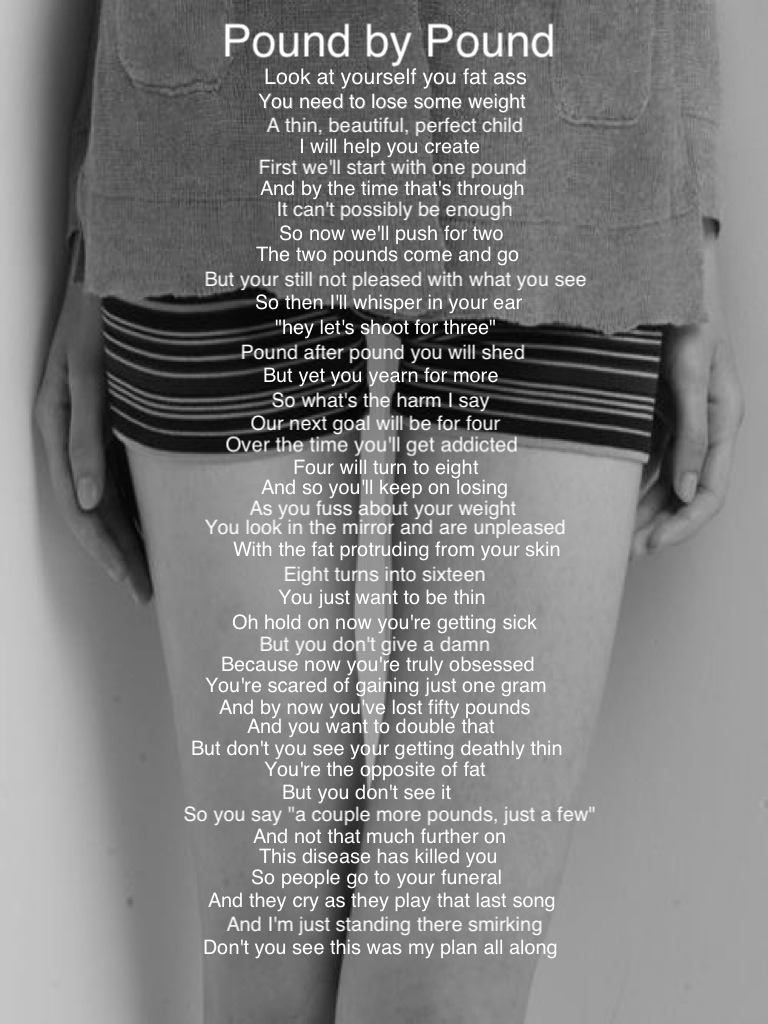 Pound by Pound
Look at yourself you fat ass
You need to lose some weight
A thin, beautiful, perfect child
I will help you create
First we'll start with one pound
And by the time that's through
It can't possibly be enough
So now we'll push for two
The two pounds come and go
But your still not pleased with what you see
So then I'll whisper in your ear
"hey let's shoot for three"
Pound after pound you will shed
But yet you yearn for more
So what's the harm I say
Our next goal will be for four
Over the time you'll get addicted
Four will turn to eight
And so you'll keep on losing
As you fuss about your weight
You look in the mirror and are unpleased
With the fat protruding from your skin
Eight turns into sixteen
You just want to be thin
Oh hold on now you're getting sick
But you don't give a damn
Because now you're truly obsessed
You're scared of gaining just one gram
And by now you've lost fifty pounds
And you want to double that
But don't you see your getting deathly thin
You're the opposite of fat
But you don't see it
So you say "a couple more pounds, just a few"
And not that much further on
This disease has killed you
So people go to your funeral
And they cry as they play that last song
And I'm just standing there smirking
Don't you see this was my plan all along